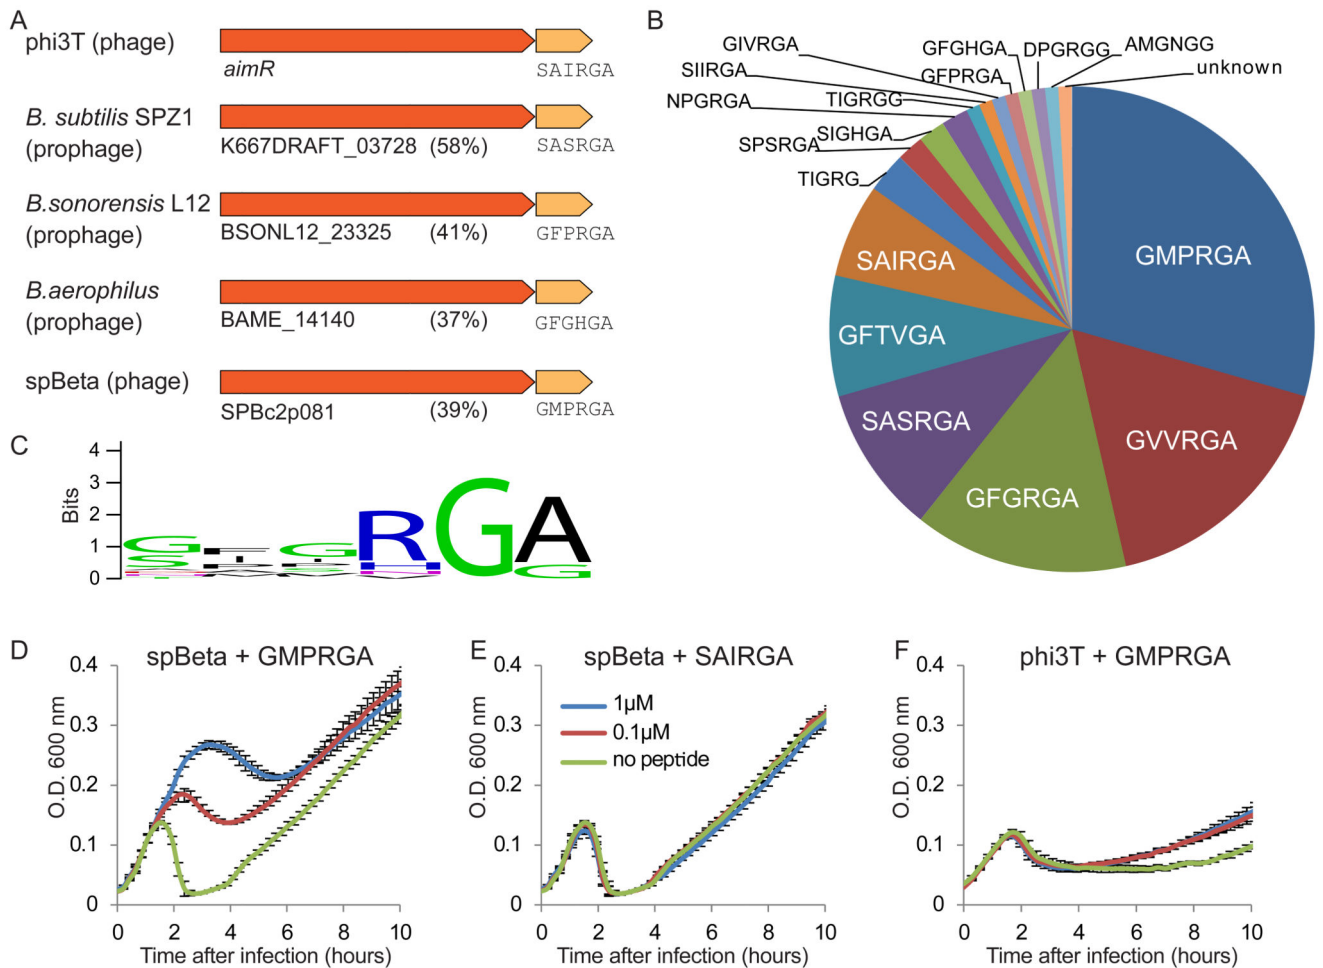 A
phi3T (phage)
aimR
SAIRGA
B. subtilis SPZ1
(prophage)
K667DRAFT_03728 (58%)
SASRGA
B.sonorensis L12
(prophage)
BSONL12_23325 (41%)
GFPRGA
B.aerophilus
(prophage)
BAME_14140 (37%)
GFGHGA
spBeta (phage)
SPBc2p081 (39%)
GMPRGA
B
GIVRGA
GFGHGA
DPGRGG
AMGNGG
SIIRGA
GFPRGA
unknown
NPGRGA
TIGRGG
SPSRGA
SIGHGA
TIGRG
SAIRGA
GMPRGA
GFTVGA
SASRGA
GFGRGA
GVVRGA
C
4
3
2
1
0
Bits
RGA
G
S
G
G
D
spBeta + GMPRGA
0.4
0.3
0.2
0.1
0
O.D. 600 nm
0 2 4 6 8 10
Time after infection (hours)
E
spBeta + SAIRGA
1µM
0.1µM
no peptide
0.4
0.3
0.2
0.1
0
O.D. 600 nm
0 2 4 6 8 10
Time after infection (hours)
F
phi3T + GMPRGA
0.4
0.3
0.2
0.1
0
O.D. 600 nm
0 2 4 6 8 10
Time after infection (hours)